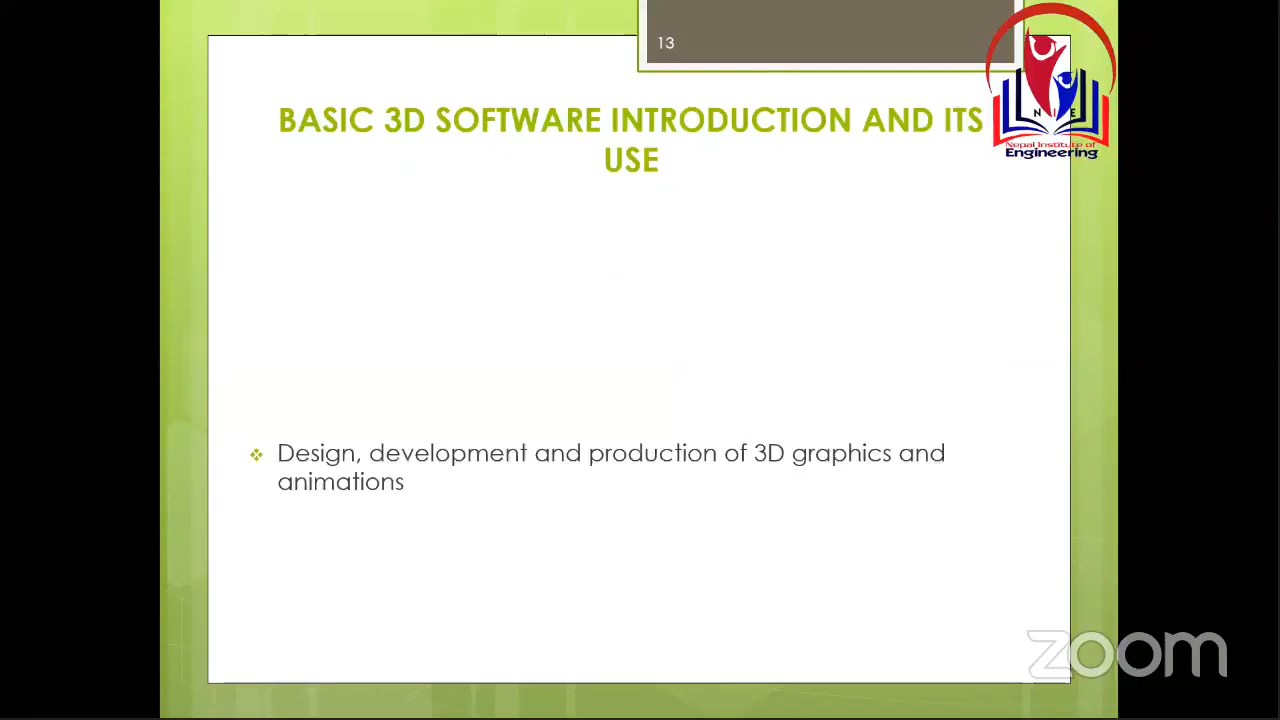 13
BASIC 3D SOFTWARE INTRODUCTION AND ITS
USE
N I E
Nepal Institute of
Engineering
❖ Design, development and production of 3D graphics and
animations
zoom